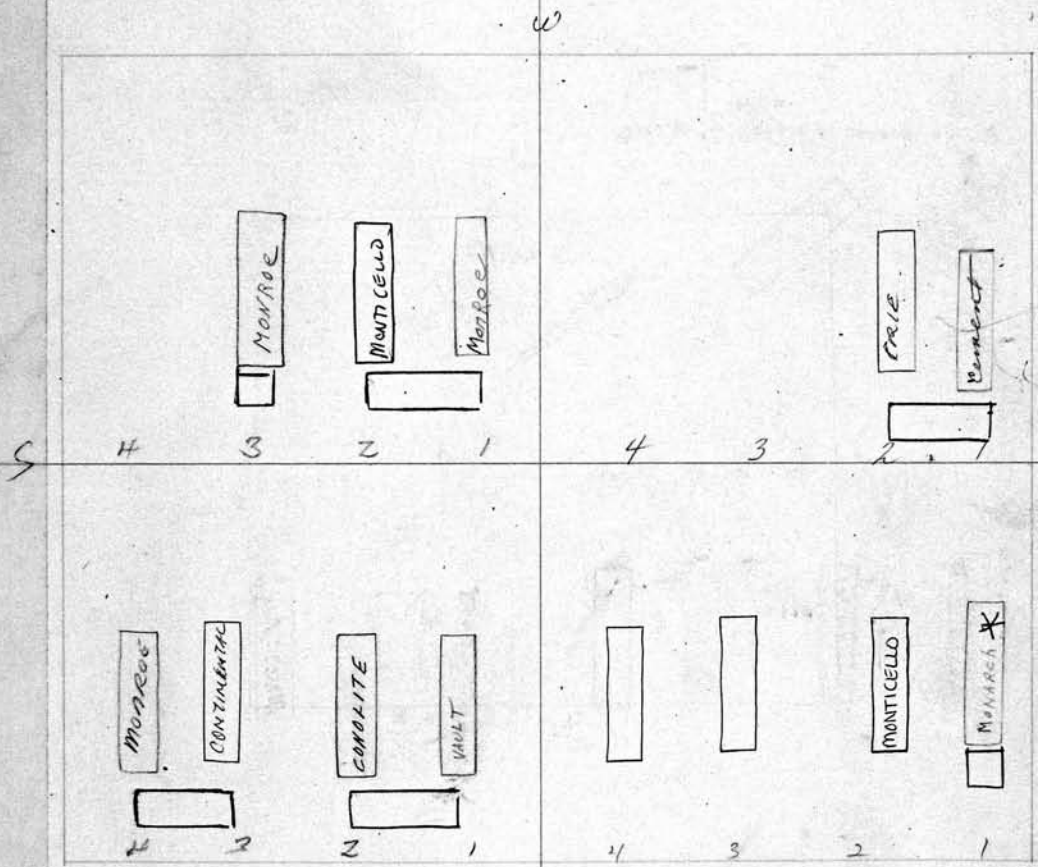 W
MONROE
MONTICELLO
MONROE
ERIE
Cement
4 3 2 1
4 3 2 1
S
MONROE
CONTINENTAL
CONOLITE
VAULT
MONTICELLO
MONARCH *
4 3 2 1
4 3 2 1